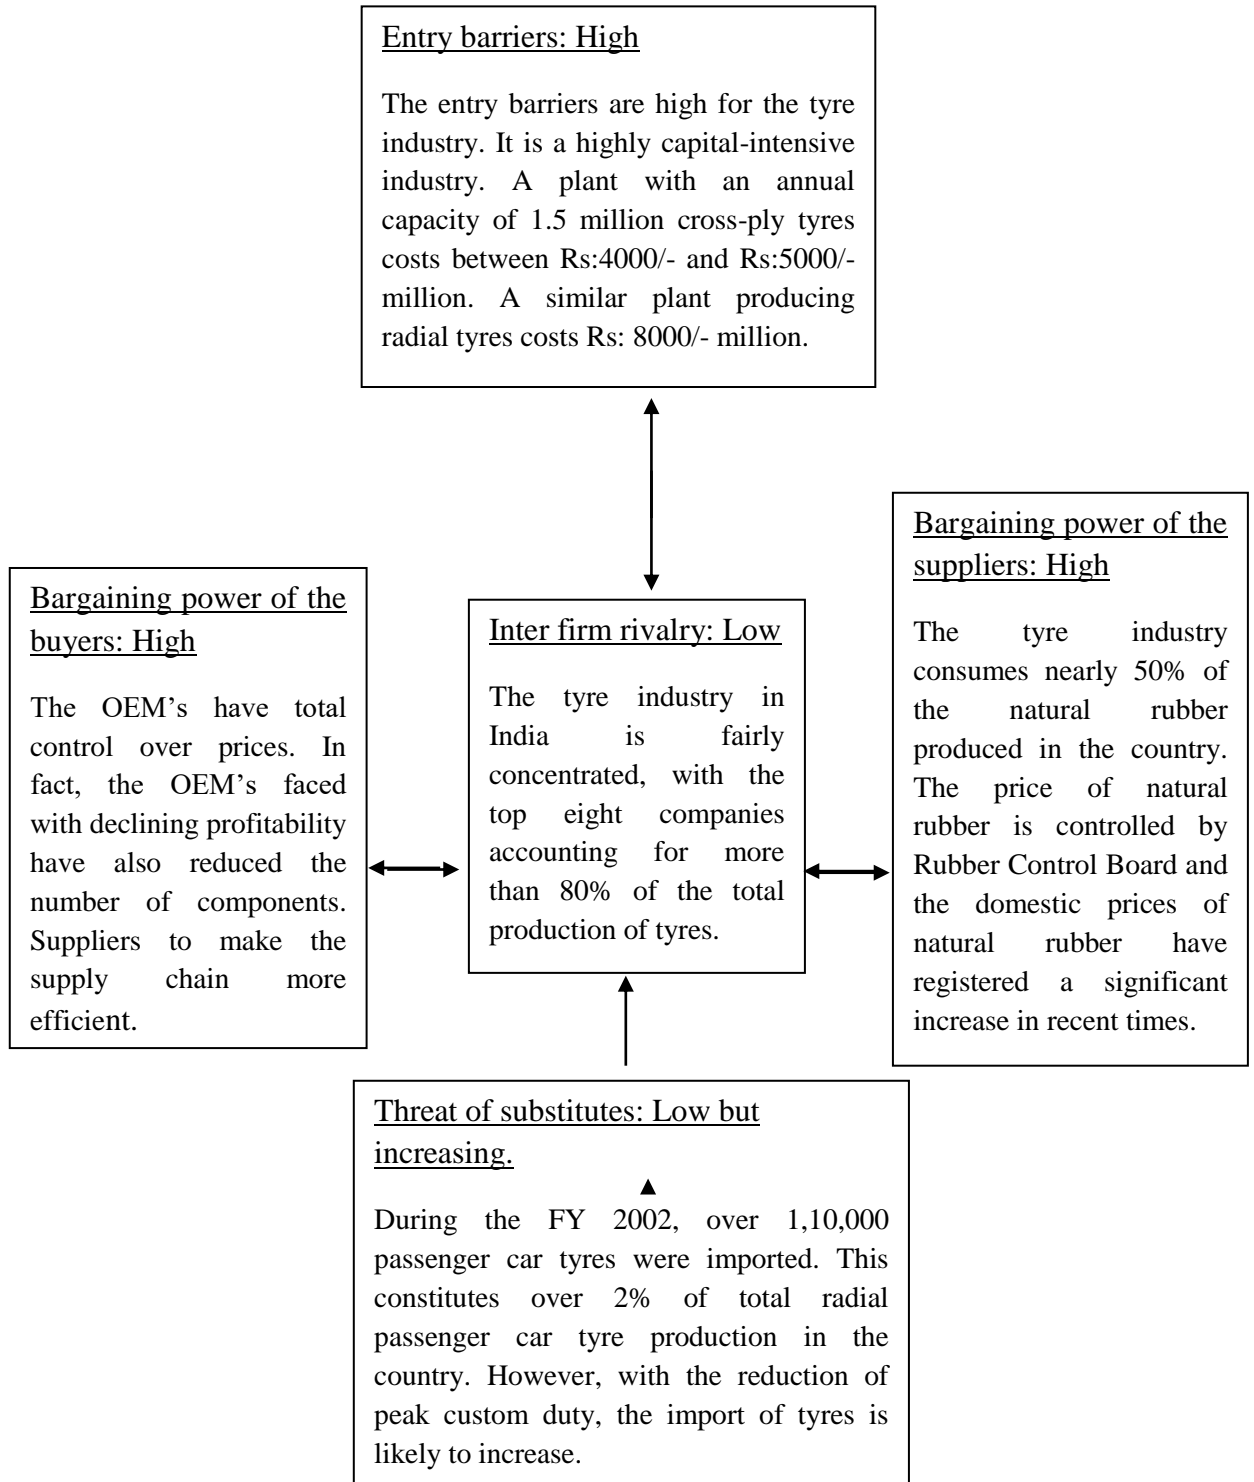 Entry barriers: High
The entry barriers are high for the tyre
industry. It is a highly capital-intensive
industry. A plant with an annual
capacity of 1.5 million cross-ply tyres
costs between Rs:4000/- and Rs:5000/-
million. A similar plant producing
radial tyres costs Rs: 8000/- million.
Bargaining power of the
buyers: High
The OEM’s have total
control over prices. In
fact, the OEM’s faced
with declining profitability
have also reduced the
number of components.
Suppliers to make the
supply chain more
efficient.
Inter firm rivalry: Low
The tyre industry in
India is fairly
concentrated, with the
top eight companies
accounting for more
than 80% of the total
production of tyres.
Bargaining power of the
suppliers: High
The tyre industry
consumes nearly 50% of
the natural rubber
produced in the country.
The price of natural
rubber is controlled by
Rubber Control Board and
the domestic prices of
natural rubber have
registered a significant
increase in recent times.
Threat of substitutes: Low but
increasing.
During the FY 2002, over 1,10,000
passenger car tyres were imported. This
constitutes over 2% of total radial
passenger car tyre production in the
country. However, with the reduction of
peak custom duty, the import of tyres is
likely to increase.